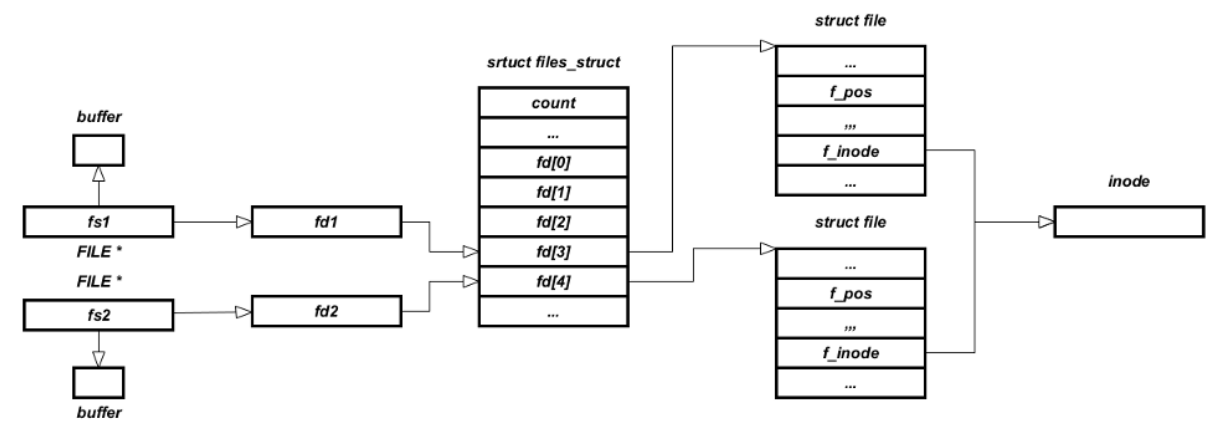 struct file
srtuct files_struct
...
count
f_pos
buffer
...
,,,
fd[0]
f_inode
fd[1]
...
inode
fs1
fd1
fd[2]
struct file
FILE *
fd[3]
...
FILE *
fd[4]
f_pos
fs2
fd2
...
,,,
f_inode
...
buffer